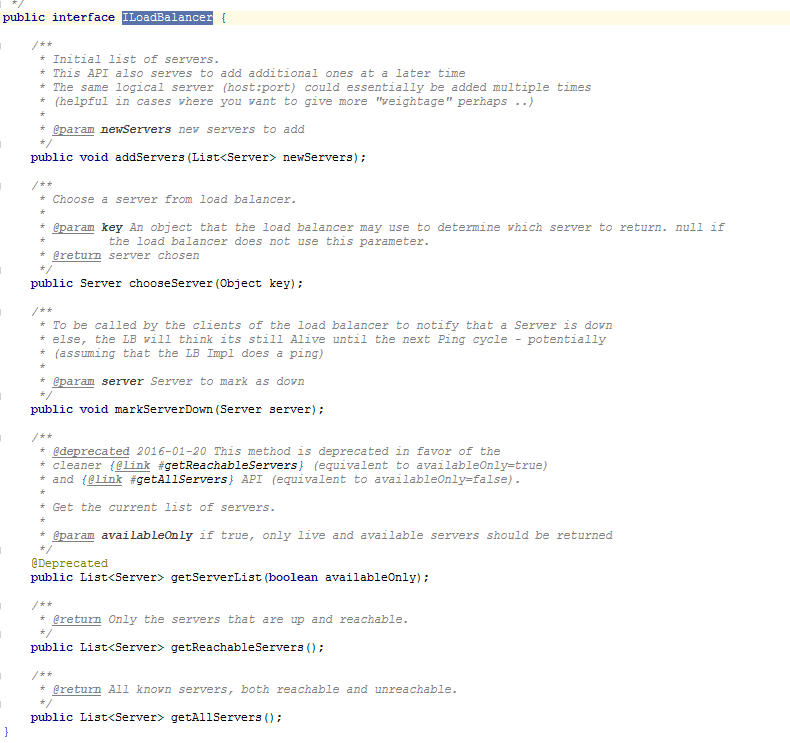 */
public interface ILoadBalancer {
/**
* Initial list of servers.
* This API also serves to add additional ones at a later time
* The same logical server (host:port) could essentially be added multiple times
* (helpful in cases where you want to give more "weightage" perhaps ..)
*
* @param newServers new servers to add
*/
public void addServers(List<Server> newServers);
/**
* Choose a server from load balancer.
*
* @param key An object that the load balancer may use to determine which server to return. null if
*         the load balancer does not use this parameter.
* @return server chosen
*/
public Server chooseServer(Object key);
/**
* To be called by the clients of the load balancer to notify that a Server is down
* else, the LB will think its still Alive until the next Ping cycle - potentially
* (assuming that the LB Impl does a ping)
*
* @param server Server to mark as down
*/
public void markServerDown(Server server);
/**
* @deprecated 2016-01-20 This method is deprecated in favor of the
* cleaner {@link #getReachableServers} (equivalent to availableOnly=true)
* and {@link #getAllServers} API (equivalent to availableOnly=false).
*
* Get the current list of servers.
*
* @param availableOnly if true, only live and available servers should be returned
*/
@Deprecated
public List<Server> getServerList(boolean availableOnly);
/**
* @return Only the servers that are up and reachable.
*/
public List<Server> getReachableServers();
/**
* @return All known servers, both reachable and unreachable.
*/
public List<Server> getAllServers();
}